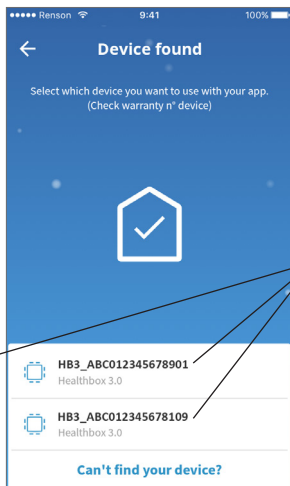 Renson 9:41 100%
Device found
Select which device you want to use with your app.
(Check warranty n° device)
HB3_ABC012345678901
Healthbox 3.0
HB3_ABC012345678109
Healthbox 3.0
Can't find your device?